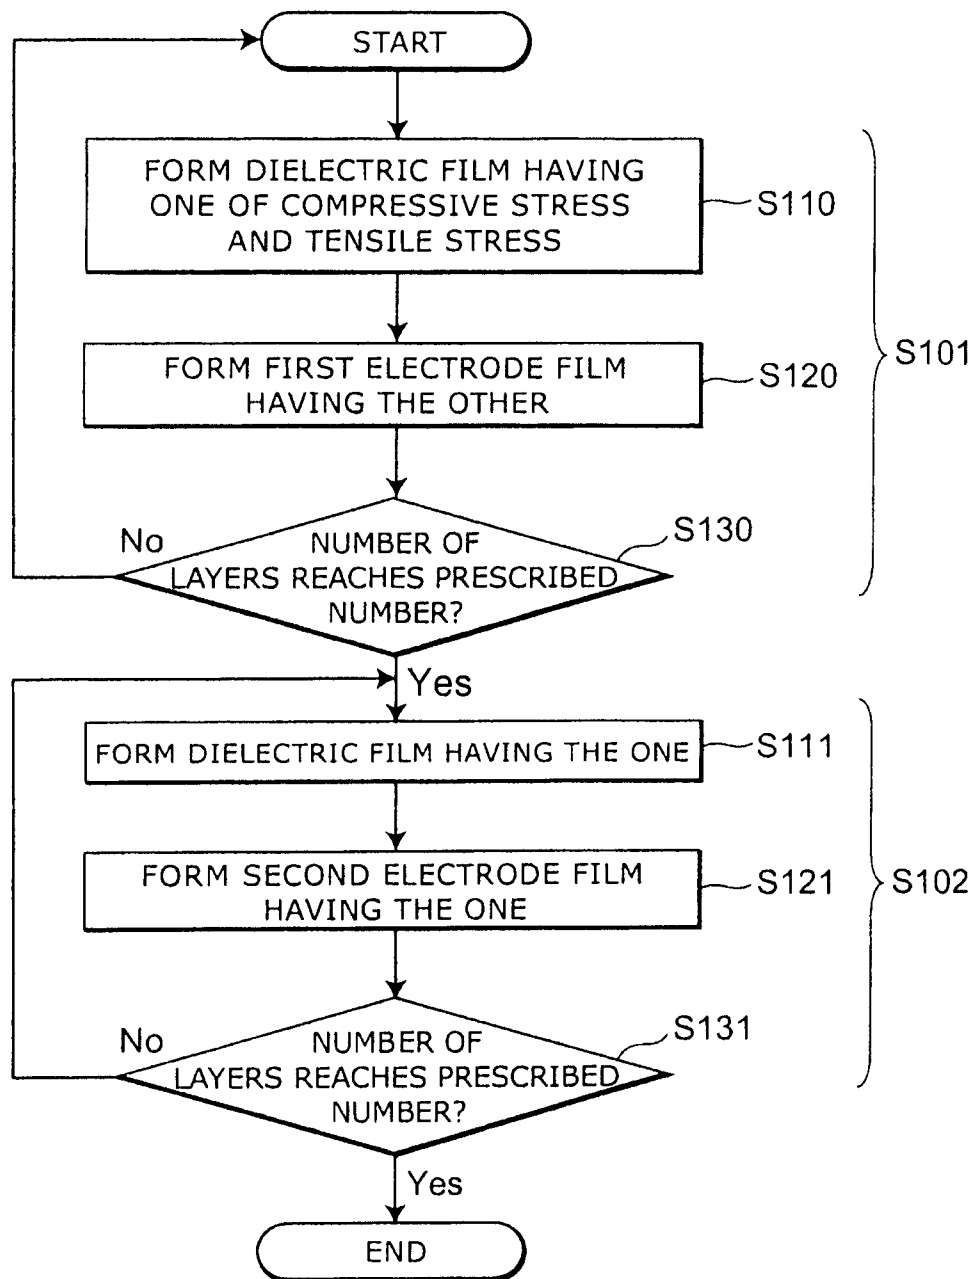 START
FORM DIELECTRIC FILM HAVING
ONE OF COMPRESSIVE STRESS
AND TENSILE STRESS
S110
FORM FIRST ELECTRODE FILM
HAVING THE OTHER
S120
S101
No
NUMBER OF
LAYERS REACHES PRESCRIBED
NUMBER?
S130
Yes
FORM DIELECTRIC FILM HAVING THE ONE
S111
FORM SECOND ELECTRODE FILM
HAVING THE ONE
S121
S102
No
NUMBER OF
LAYERS REACHES PRESCRIBED
NUMBER?
S131
Yes
END